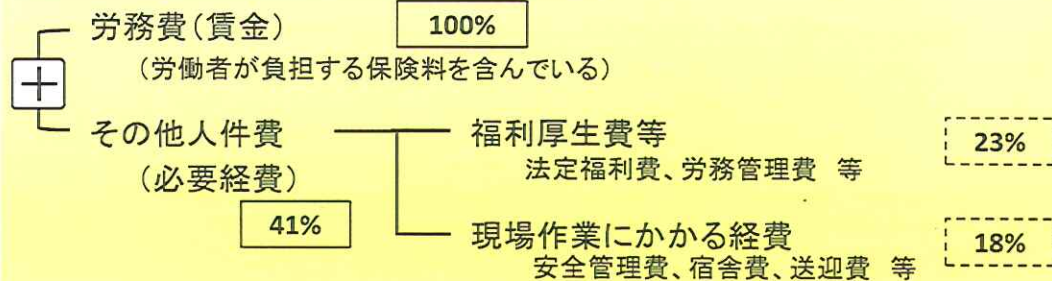 労務費(賃金) 100%
(労働者が負担する保険料を含んでいる)
+
その他人件費 福利厚生費等 23%
(必要経費) 法定福利費、労務管理費 等
41% 現場作業にかかる経費 18%
安全管理費、宿舎費、送迎費 等